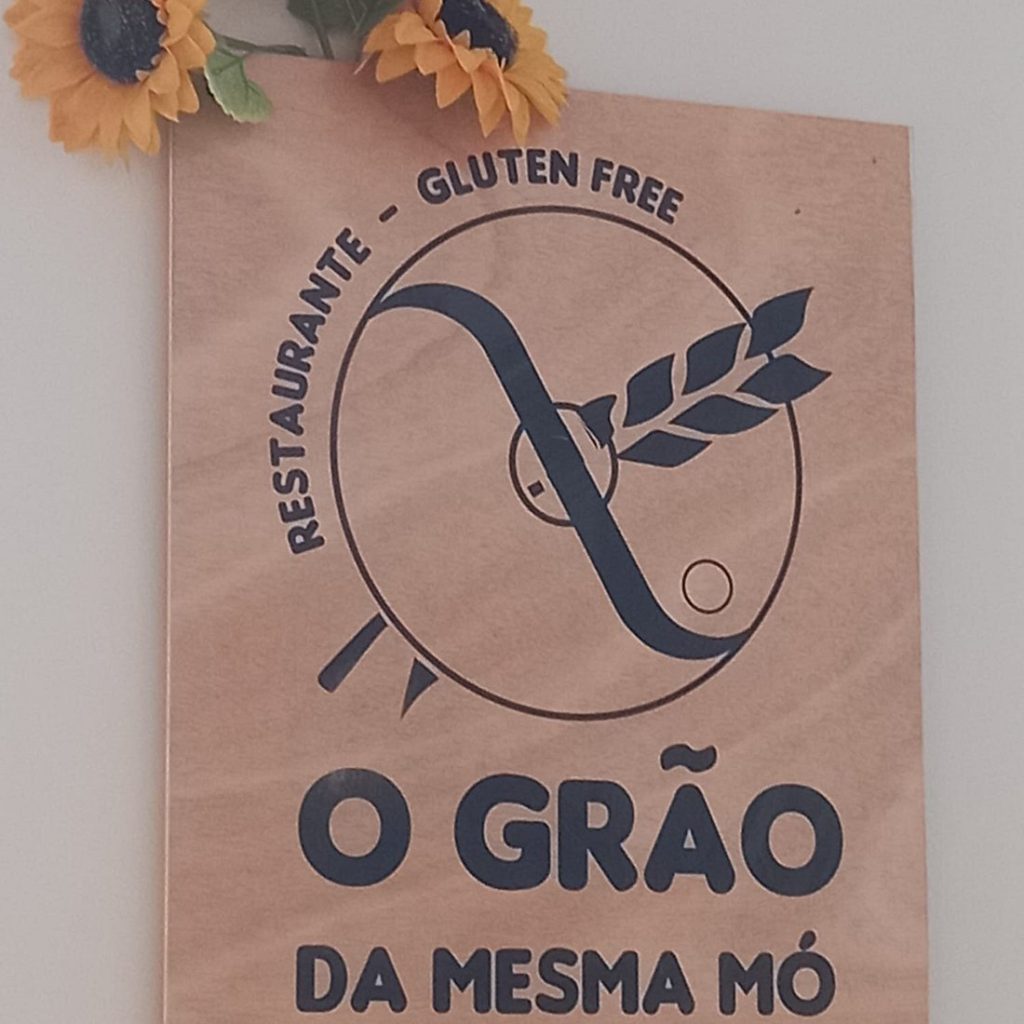 RESTAURANTE - GLUTEN FREE
O GRÃO
DA MESMA MÓ